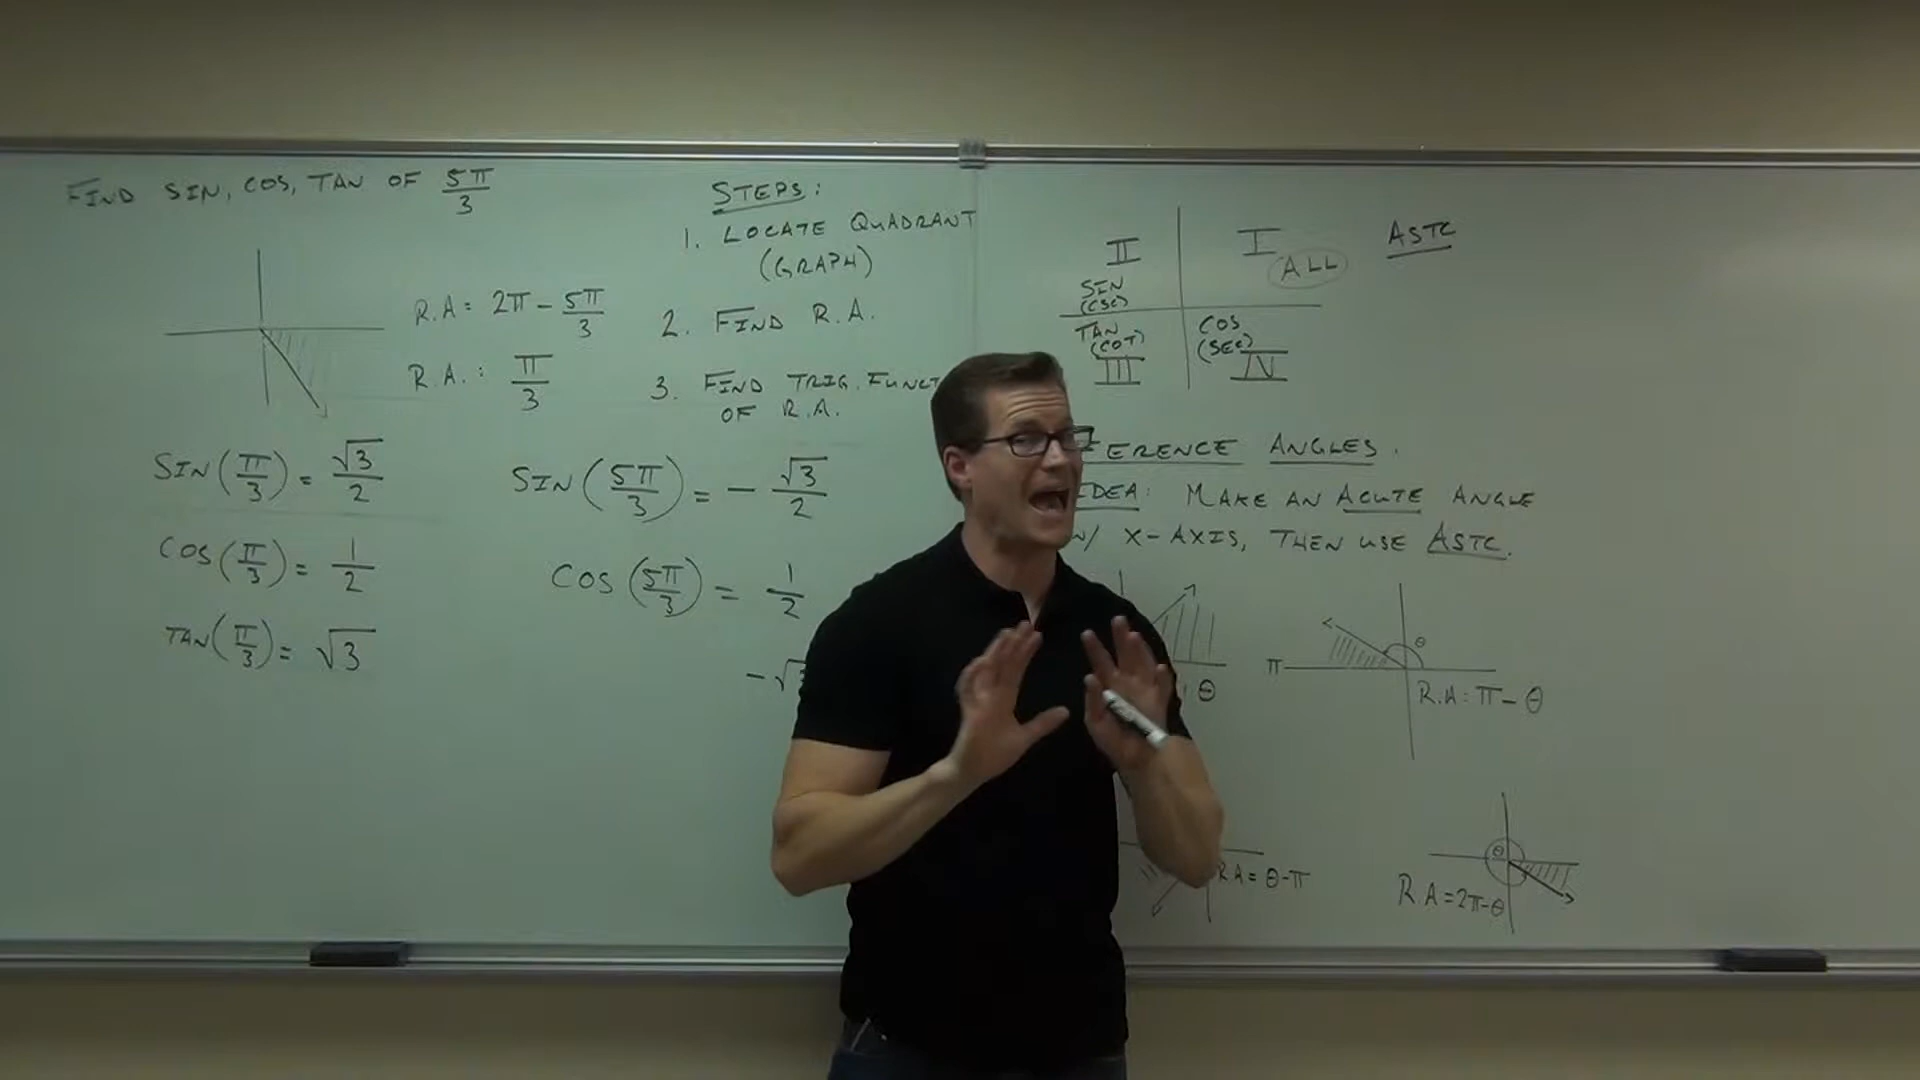 FIND SIN, COS, TAN OF 5π/3
R.A = 2π - 5π/3
R.A. : π/3
SIN(π/3) = √3/2
COS(π/3) = 1/2
TAN(π/3) = √3
SIN(5π/3) = - √3/2
COS(5π/3) = 1/2
STEPS:
1. LOCATE QUADRANT
(GRAPH)
2. FIND R.A.
3. FIND TRIG. FUNCT
OF R.A.
II
I
ALL
ASTC
SIN
(CSC)
TAN
(COT)
III
COS
(SEC)
IV
ERENCE ANGLES.
IDEA: MAKE AN ACUTE ANGLE
W/ X-AXIS, THEN USE ASTC.
θ
π
θ
R.A: π - θ
RA = θ-π
θ
RA = 2π-θ